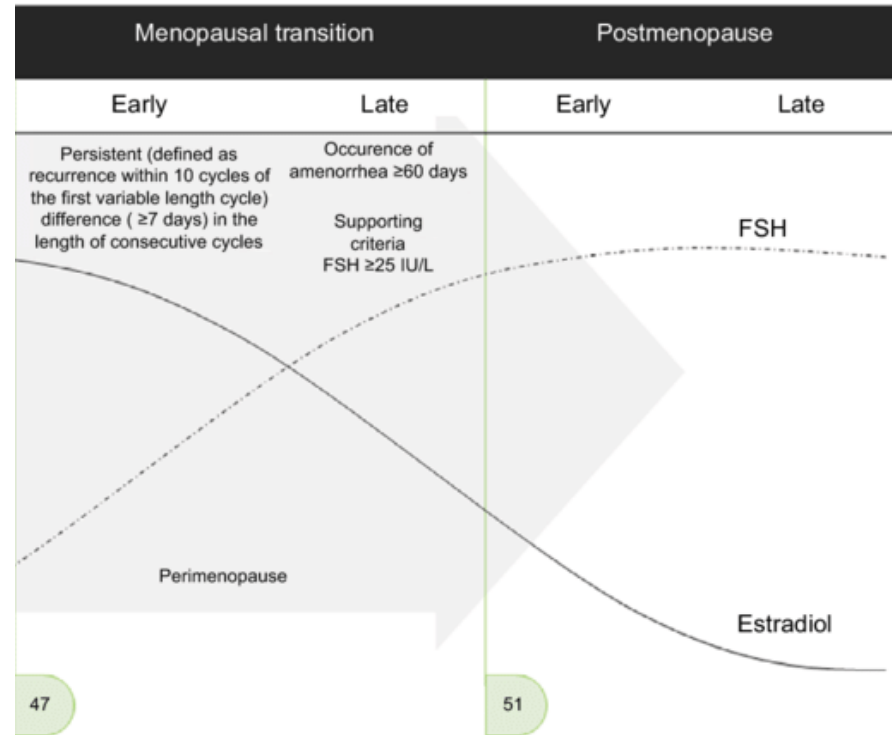 Menopausal transition
Postmenopause
Early
Late
Early
Late
Persistent (defined as
recurrence within 10 cycles of
the first variable length cycle)
difference ( ≥7 days) in the
length of consecutive cycles
Occurence of
amenorrhea ≥60 days
Supporting
criteria
FSH ≥25 IU/L
FSH
Perimenopause
Estradiol
47
51